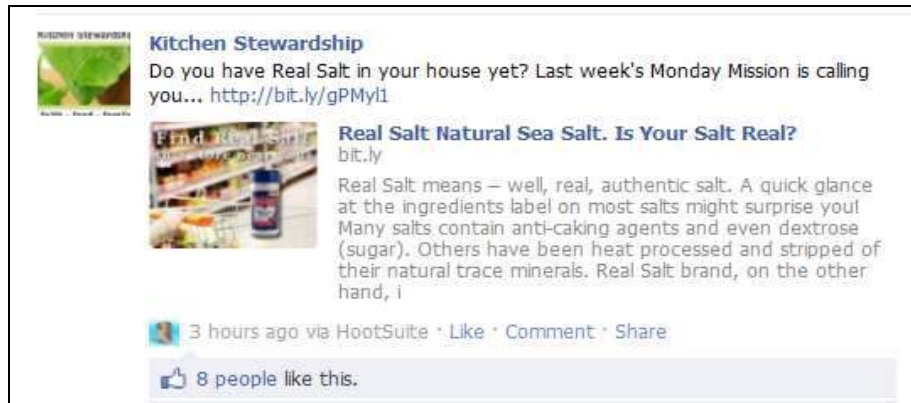 Kitchen Stewardship
Do you have Real Salt in your house yet? Last week's Monday Mission is calling
you... http://bit.ly/gPMyl1
Find Real Salt
Real Salt Natural Sea Salt. Is Your Salt Real?
bit.ly
Real Salt means – well, real, authentic salt. A quick glance
at the ingredients label on most salts might surprise you!
Many salts contain anti-caking agents and even dextrose
(sugar). Others have been heat processed and stripped of
their natural trace minerals. Real Salt brand, on the other
hand, i
3 hours ago via HootSuite · Like · Comment · Share
8 people like this.